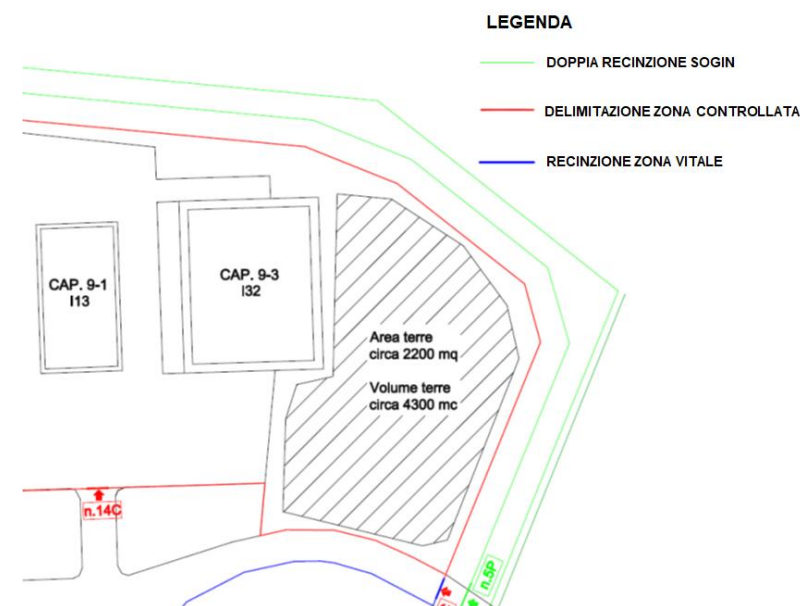 LEGENDA
DOPPIA RECINZIONE SOGIN
DELIMITAZIONE ZONA CONTROLLATA
RECINZIONE ZONA VITALE
CAP. 9-1
I13
CAP. 9-3
I32
Area terre
circa 2200 mq
Volume terre
circa 4300 mc
n.14C
n.5P